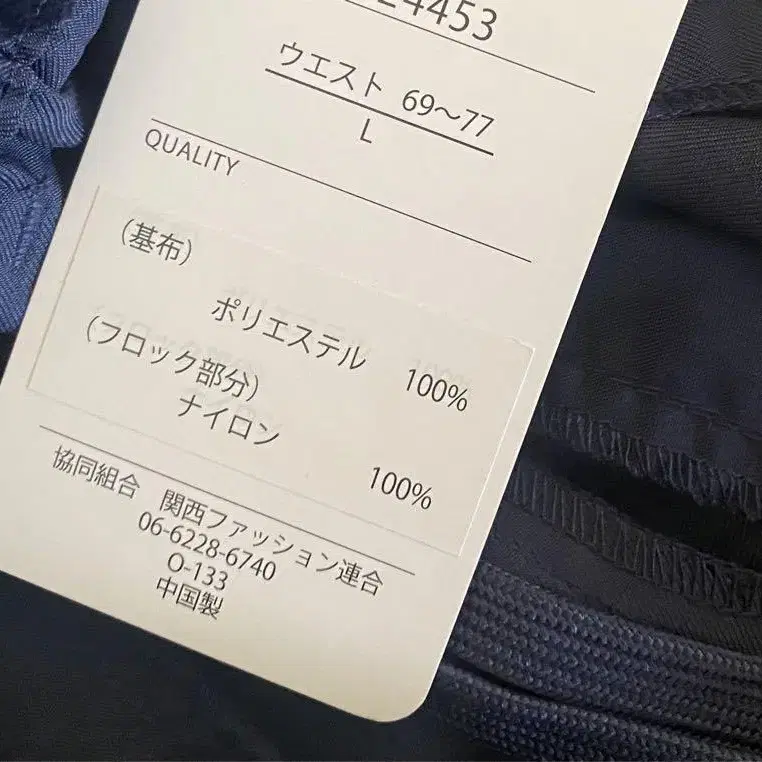 24453
ウエスト 69〜77
L
QUALITY
(基布)
ポリエステル 100%
(フロック部分)
ナイロン 100%
協同組合 関西ファッション連合
06-6228-6740
O-133
中国製